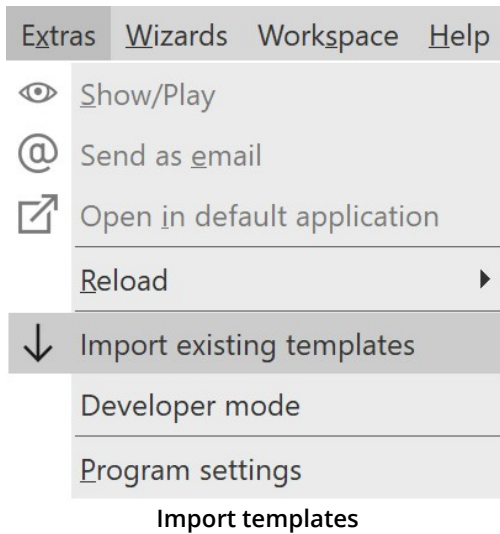 Extras Wizards Workspace Help
Show/Play
@ Send as email
Open in default application
Reload
Import existing templates
Developer mode
Program settings
Import templates